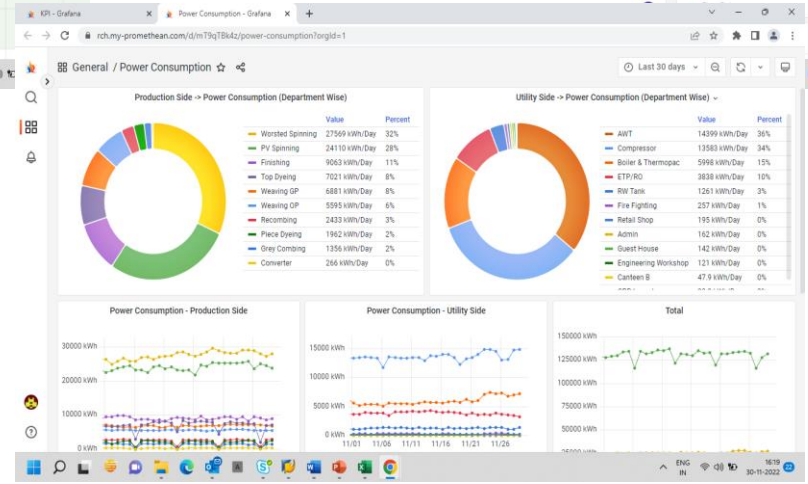 KPI - Grafana
Power Consumption - Grafana
rch.my-promethean.com/d/mT9qTBk4z/power-consumption?orgId=1
General / Power Consumption
Last 30 days
Production Side -> Power Consumption (Department Wise)
Value Percent
Worsted Spinning 27569 kWh/Day 32%
PV Spinning 24110 kWh/Day 28%
Finishing 9063 kWh/Day 11%
Top Dyeing 7021 kWh/Day 8%
Weaving GP 6881 kWh/Day 8%
Weaving OP 5595 kWh/Day 6%
Recombing 2433 kWh/Day 3%
Piece Dyeing 1962 kWh/Day 2%
Grey Combing 1356 kWh/Day 2%
Converter 266 kWh/Day 0%
Utility Side -> Power Consumption (Department Wise)
Value Percent
AWT 14399 kWh/Day 36%
Compressor 13583 kWh/Day 34%
Boiler & Thermopac 5998 kWh/Day 15%
ETP/RO 3838 kWh/Day 10%
RW Tank 1261 kWh/Day 3%
Fire Fighting 257 kWh/Day 1%
Retail Shop 195 kWh/Day 0%
Admin 162 kWh/Day 0%
Guest House 142 kWh/Day 0%
Engineering Workshop 121 kWh/Day 0%
Canteen B 47.9 kWh/Day 0%
Power Consumption - Production Side
30000 kWh
20000 kWh
10000 kWh
0 kWh
Power Consumption - Utility Side
15000 kWh
10000 kWh
5000 kWh
0 kWh
11/01 11/06 11/11 11/16 11/21 11/26
Total
150000 kWh
125000 kWh
100000 kWh
75000 kWh
50000 kWh
ENG
IN
16:19
30-11-2022